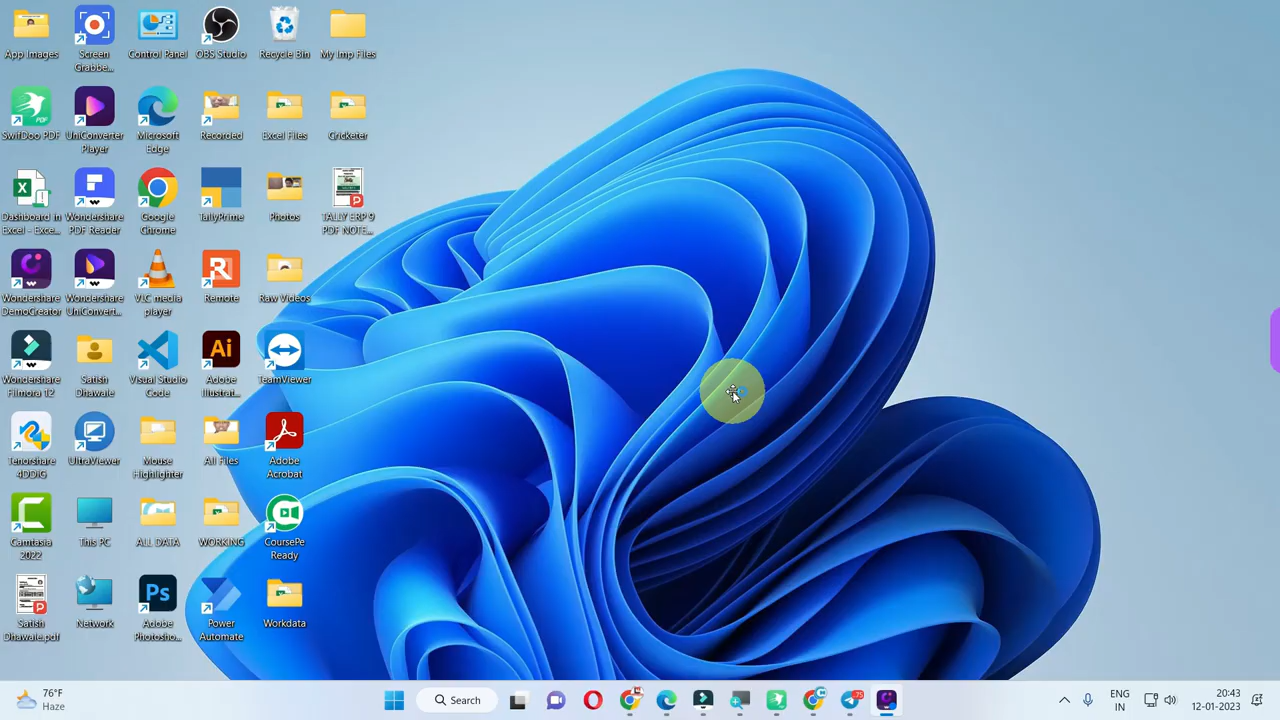 App Images
Screen Grabbe...
Control Panel
OBS Studio
Recycle Bin
My Imp Files
SwifDoo PDF
UniConverter Player
Microsoft Edge
Recorded
Excel Files
Cricketer
Dashboard in Excel - Exce...
Wondershare PDF Reader
Google Chrome
TallyPrime
Photos
TALLY ERP 9 PDF NOTE...
Wondershare DemoCreator
Wondershare UniConvert...
VLC media player
Remote
Raw Videos
Wondershare Filmora 12
Satish Dhawale
Visual Studio Code
Adobe Illustrat...
TeamViewer
Tenorshare 4DDIG
UltraViewer
Mouse Highlighter
All Files
Adobe Acrobat
Camtasia 2022
This PC
ALL DATA
WORKING
CoursePe Ready
Satish Dhawale.pdf
Network
Adobe Photosho...
Power Automate
Workdata
76°F
Haze
Search
75
ENG
IN
20:43
12-01-2023